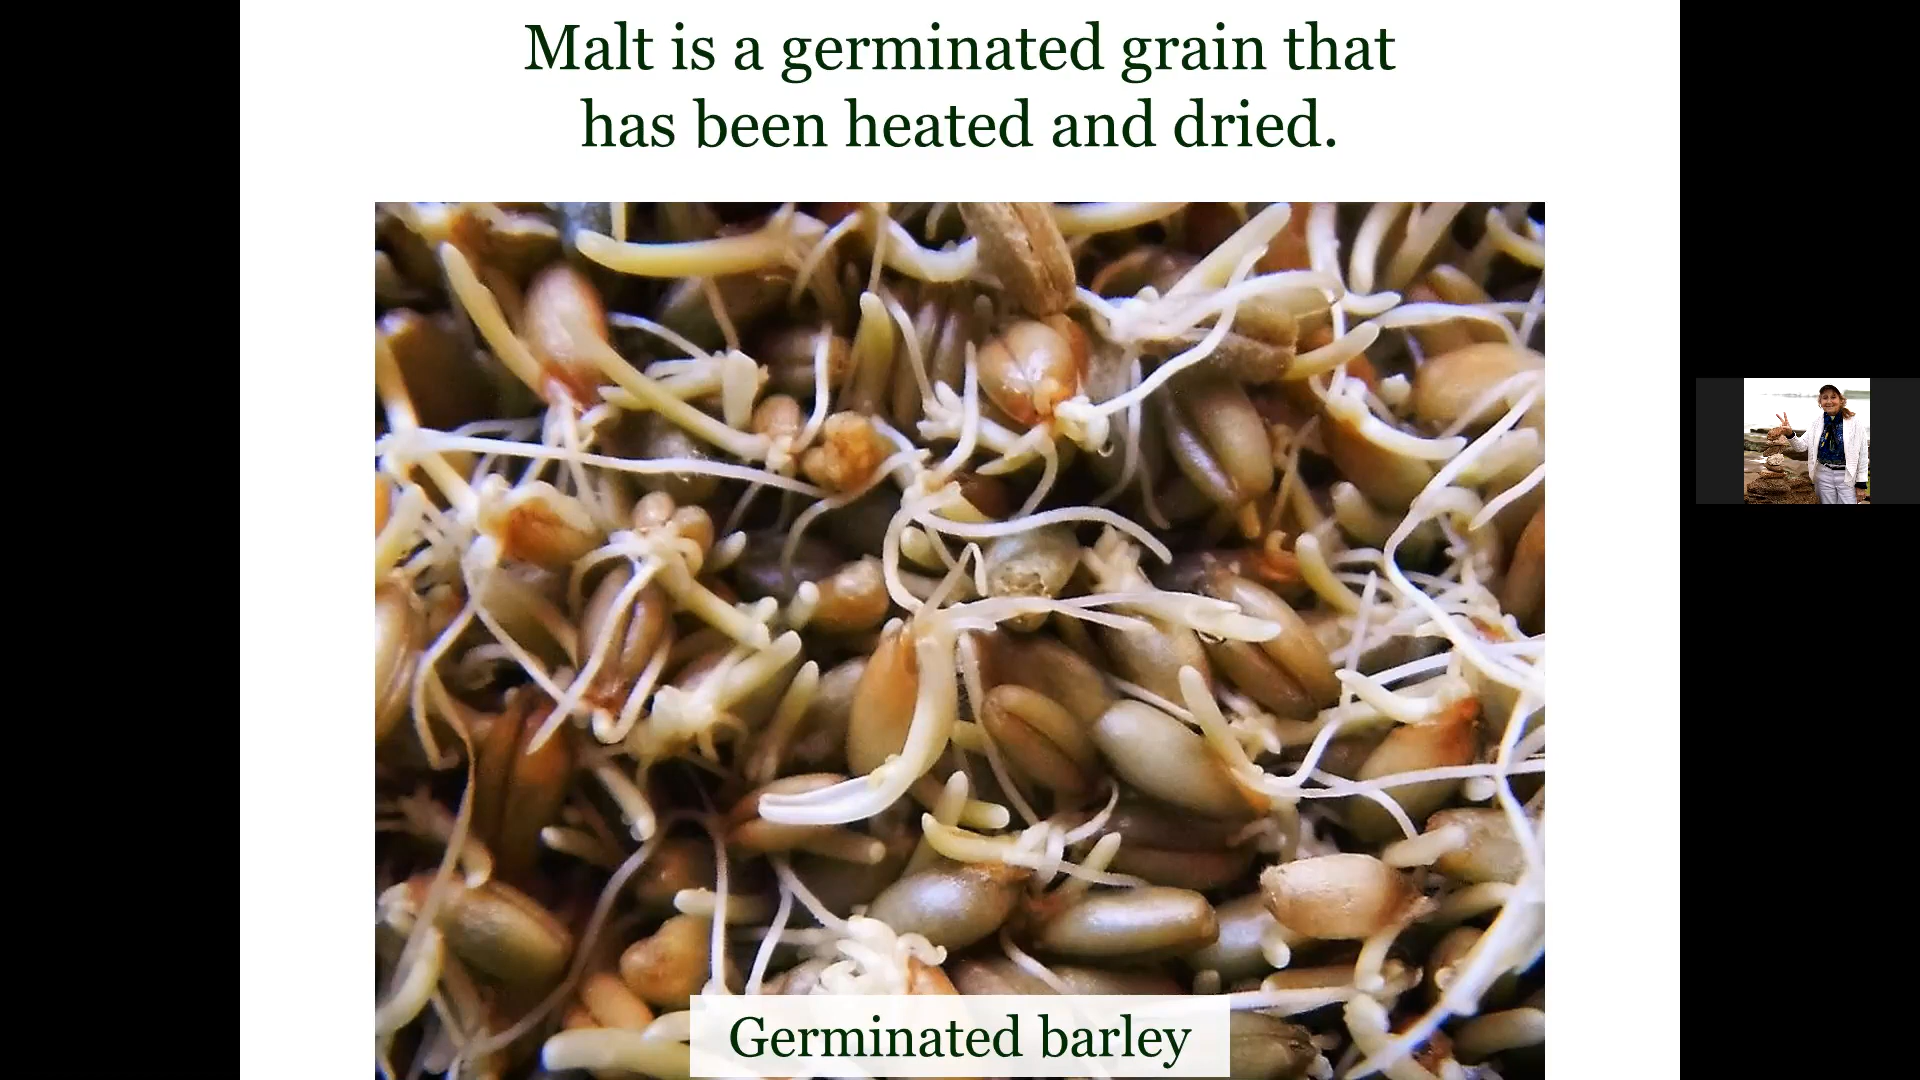 Malt is a germinated grain that
has been heated and dried.
Germinated barley